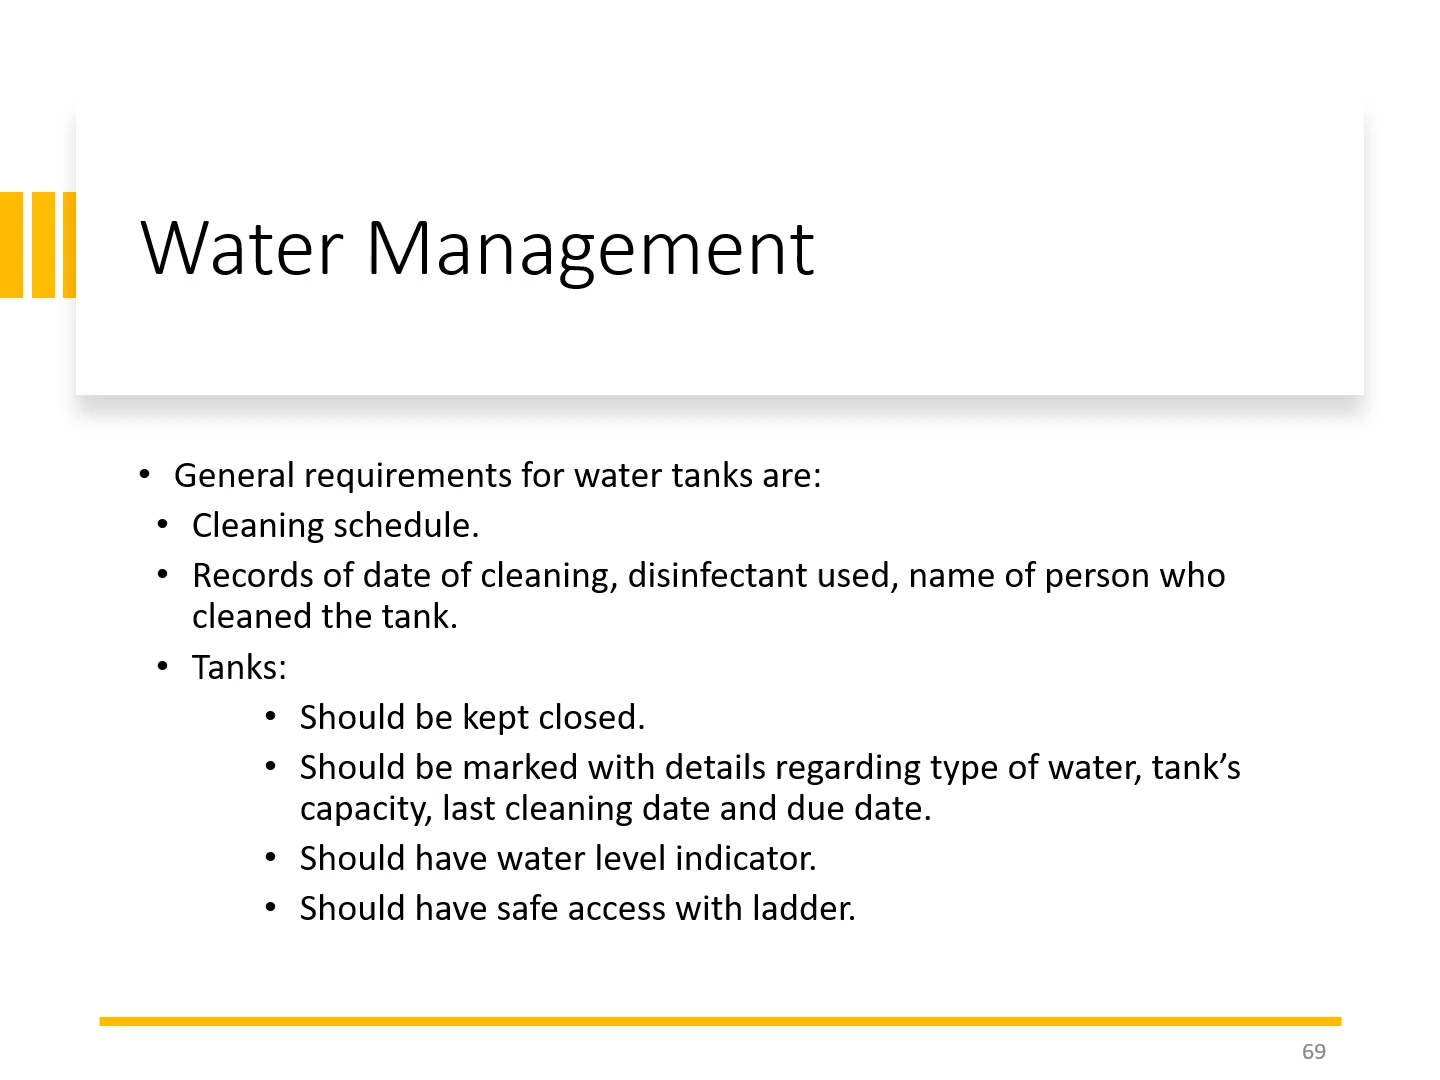 Water Management
• General requirements for water tanks are:
• Cleaning schedule.
• Records of date of cleaning, disinfectant used, name of person who
cleaned the tank.
• Tanks:
• Should be kept closed.
• Should be marked with details regarding type of water, tank’s
capacity, last cleaning date and due date.
• Should have water level indicator.
• Should have safe access with ladder.
69